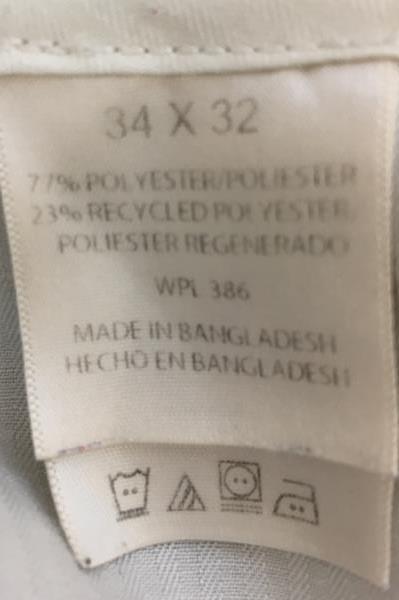 34 X 32
77% POLYESTER/POLIESTER
23% RECYCLED POLYESTER/
POLIESTER REGENERADO
WPL 386
MADE IN BANGLADESH
HECHO EN BANGLADESH